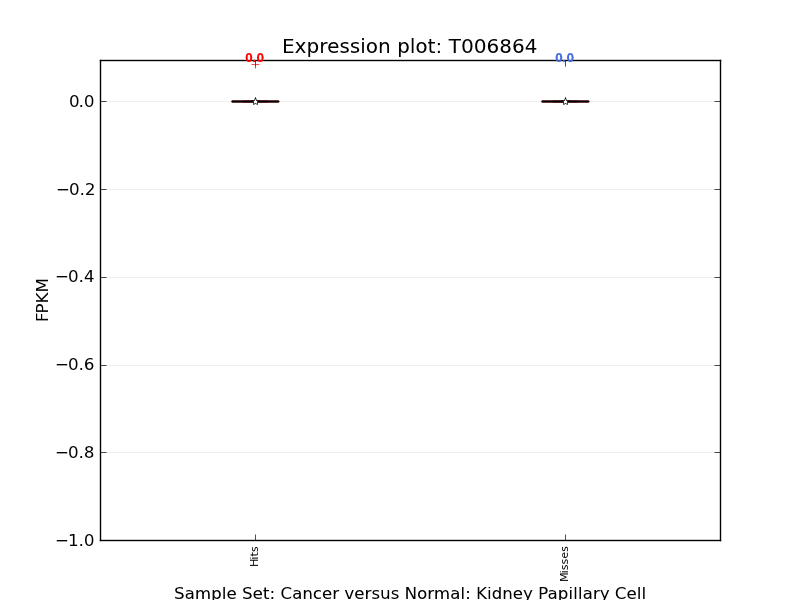 Expression plot: T006864
0.0
0.0
0.0
−0.2
−0.4
−0.6
−0.8
−1.0
FPKM
Hits
Misses
Sample Set: Cancer versus Normal: Kidney Papillary Cell